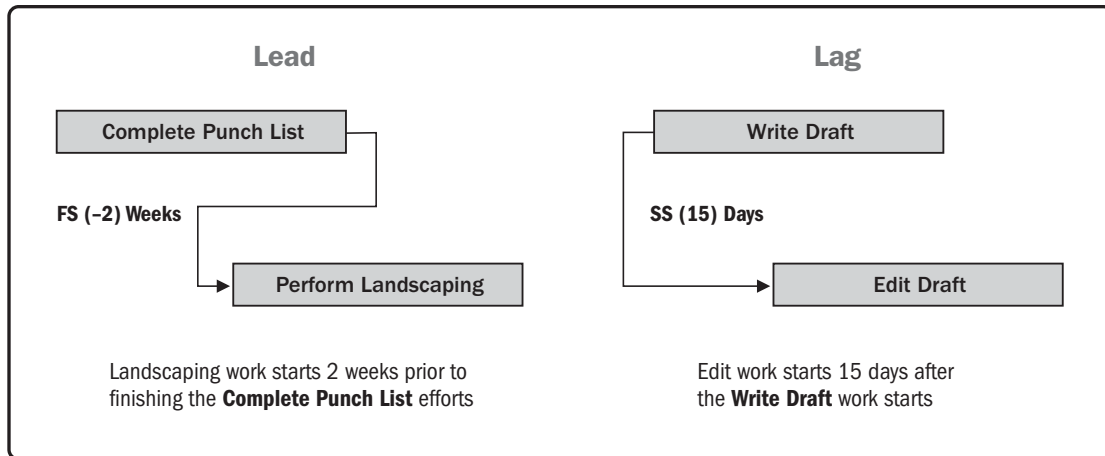 Lead
Complete Punch List
FS (–2) Weeks
Perform Landscaping
Landscaping work starts 2 weeks prior to
finishing the Complete Punch List efforts
Lag
Write Draft
SS (15) Days
Edit Draft
Edit work starts 15 days after
the Write Draft work starts